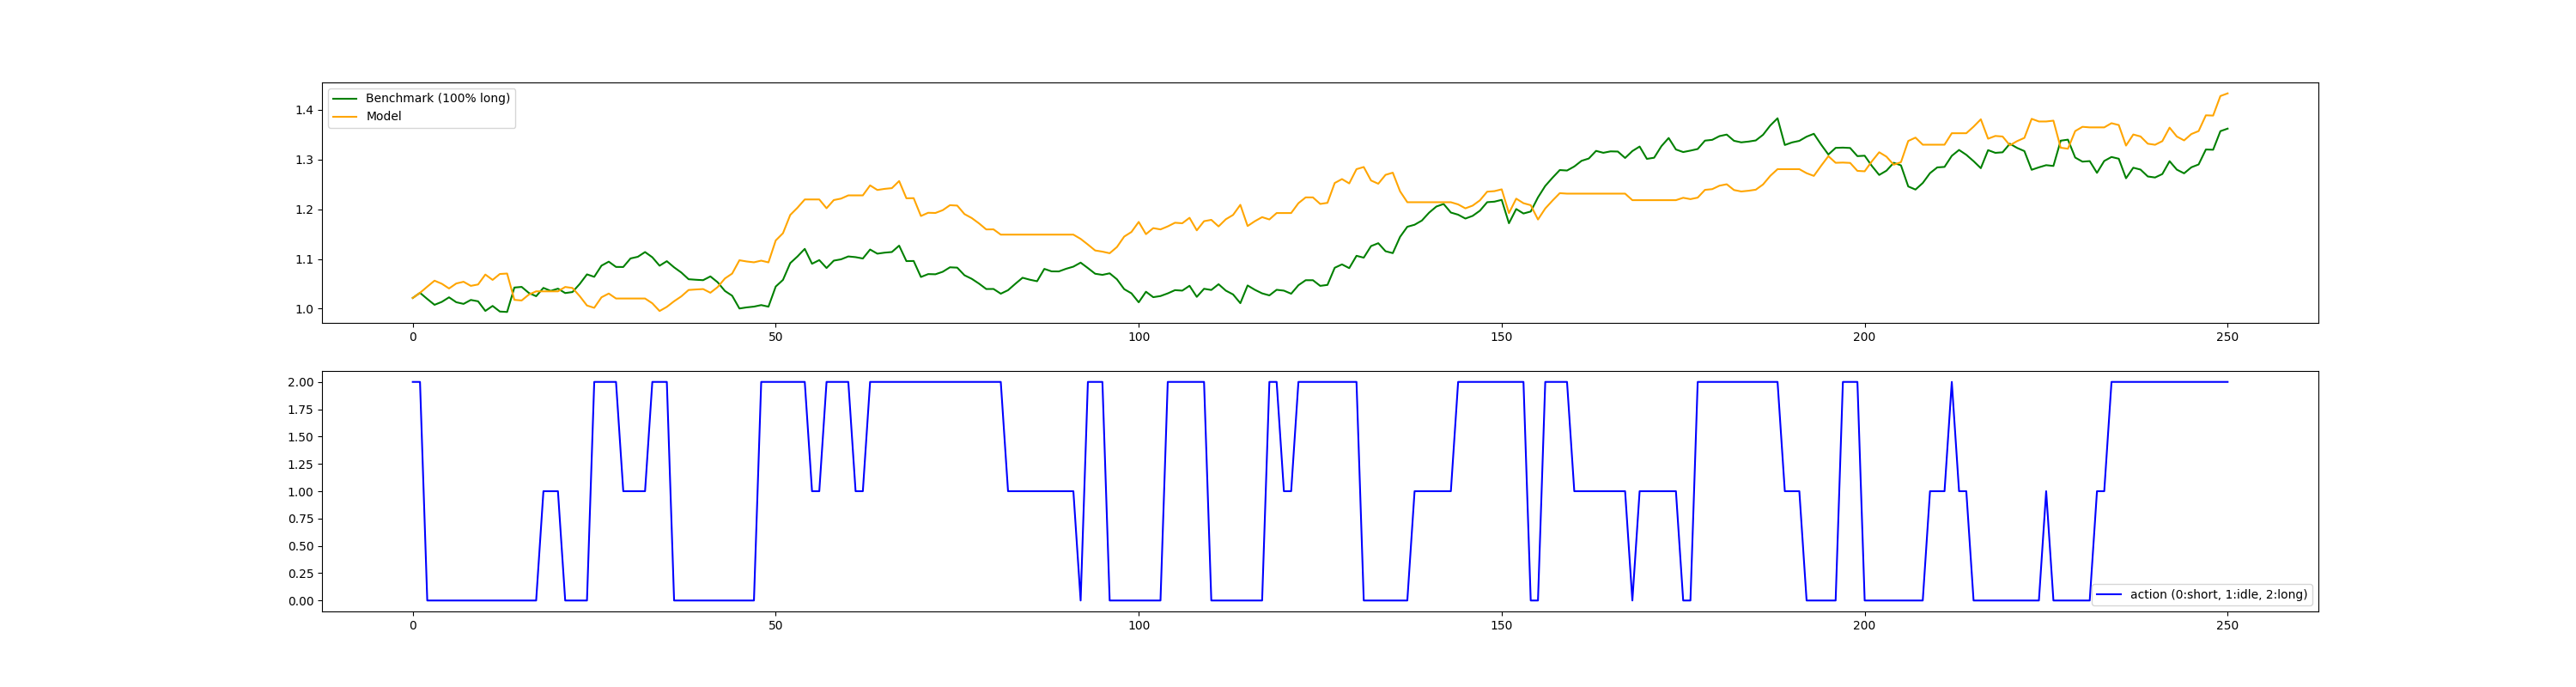 Benchmark (100% long)
Model
1.4
1.3
1.2
1.1
1.0
0 50 100 150 200 250
2.00
1.75
1.50
1.25
1.00
0.75
0.50
0.25
0.00
action (0:short, 1:idle, 2:long)
0 50 100 150 200 250